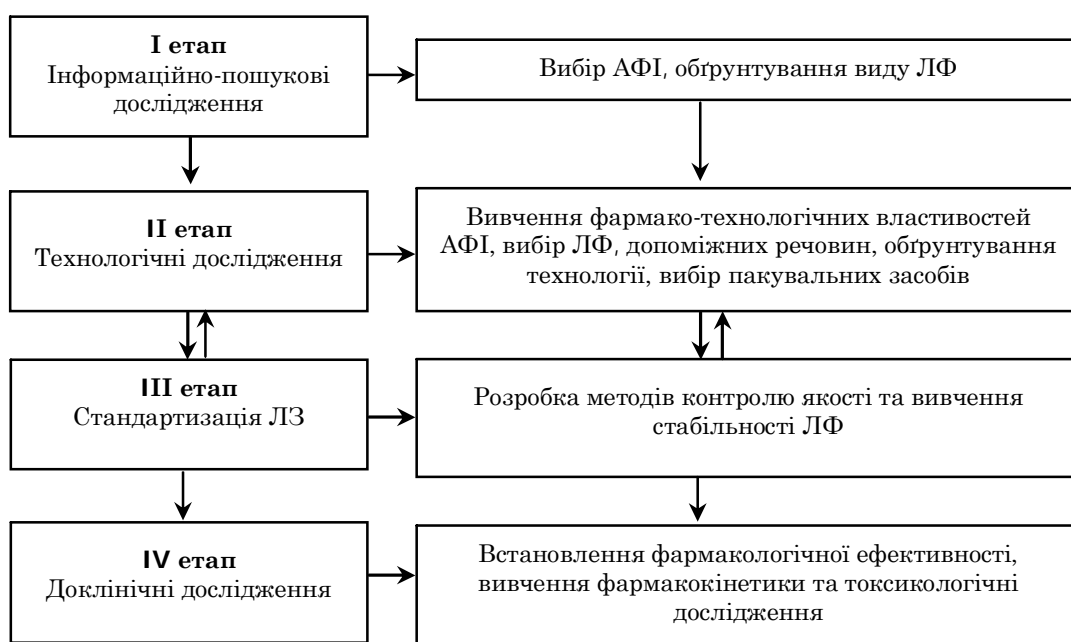 I етап
Інформаційно-пошукові
дослідження
Вибір АФІ, обґрунтування виду ЛФ
II етап
Технологічні дослідження
Вивчення фармако-технологічних властивостей
АФІ, вибір ЛФ, допоміжних речовин, обґрунтування
технології, вибір пакувальних засобів
III етап
Стандартизація ЛЗ
Розробка методів контролю якості та вивчення
стабільності ЛФ
IV етап
Доклінічні дослідження
Встановлення фармакологічної ефективності,
вивчення фармакокінетики та токсикологічні
дослідження